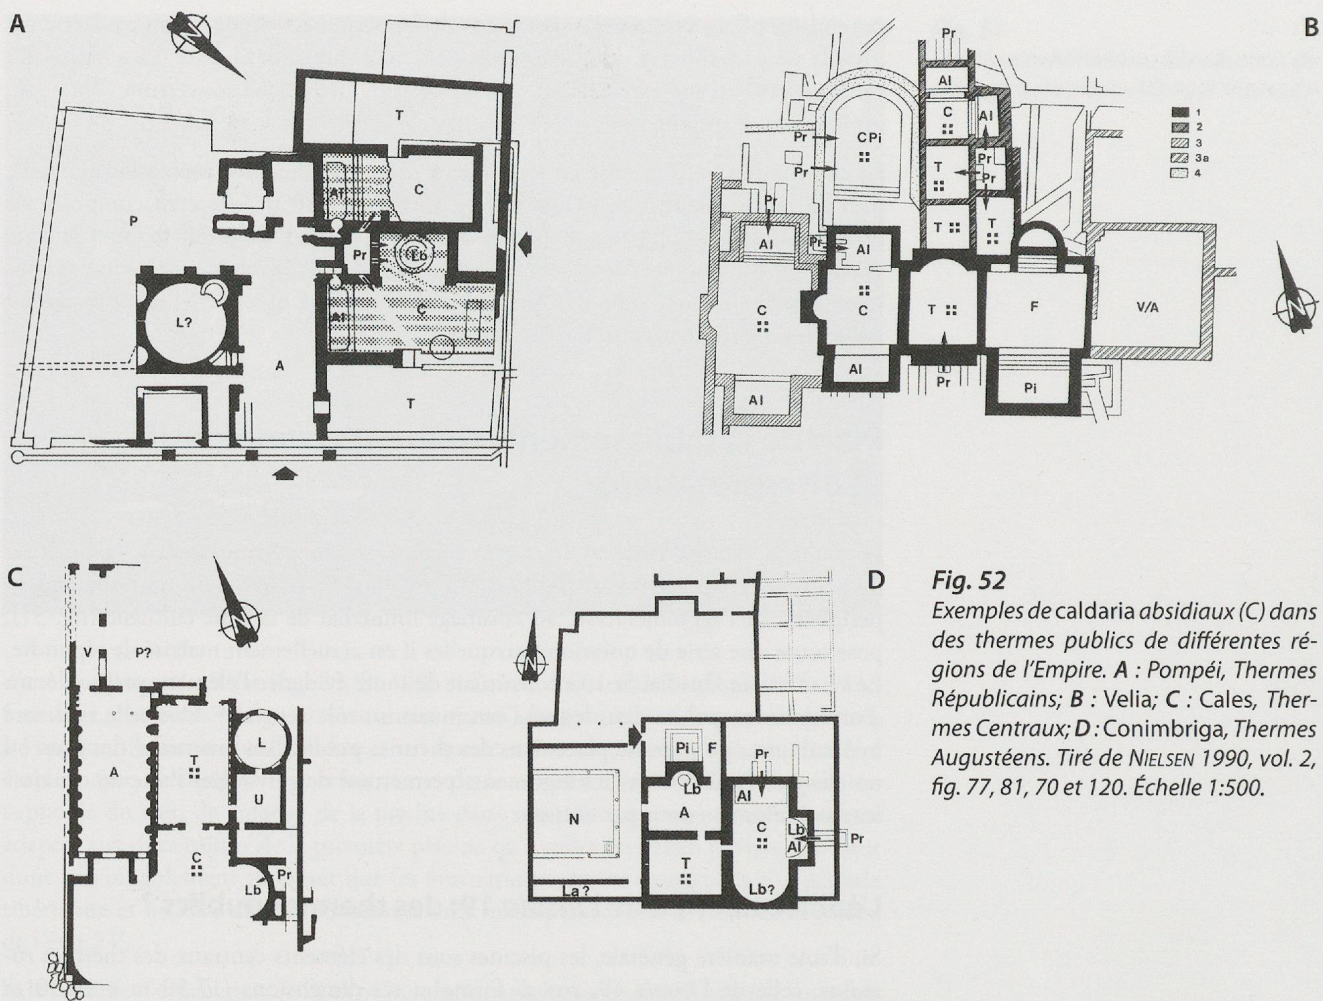 A
T
Al
C
P
Pr
Lb
L?
Al
C
A
T
B
Pr
Al
C
Al
Pr
CPi
Pr
T
Pr
Pr
Pr
T
T
Al
Pr
Al
C
C
T
F
V/A
Al
Al
Pr
Pi
1
2
3
3a
4
N
C
V
P?
A
T
L
U
C
Pr
Lb
D
Pi
F
Pr
Lb
Al
N
A
C
Lb
Al
Pr
T
La?
Lb?
Fig. 52
Exemples de caldaria absidiaux (C) dans
des thermes publics de différentes ré-
gions de l'Empire. A : Pompéi, Thermes
Républicains; B : Velia; C : Cales, Ther-
mes Centraux; D : Conimbriga, Thermes
Augustéens. Tiré de NIELSEN 1990, vol. 2,
fig. 77, 81, 70 et 120. Échelle 1:500.